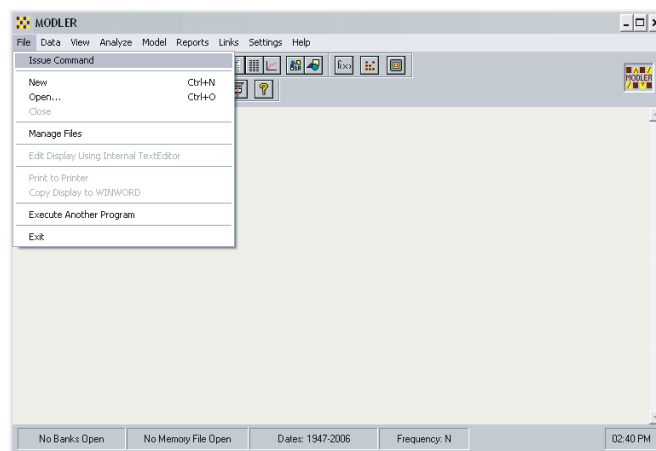 MODLER
File Data View Analyze Model Reports Links Settings Help
Issue Command
New Ctrl+N
Open... Ctrl+O
Close
Manage Files
Edit Display Using Internal TextEditor
Print to Printer
Copy Display to WINWORD
Execute Another Program
Exit
f(x)
?
MODLER
No Banks Open No Memory File Open Dates: 1947-2006 Frequency: N 02:40 PM